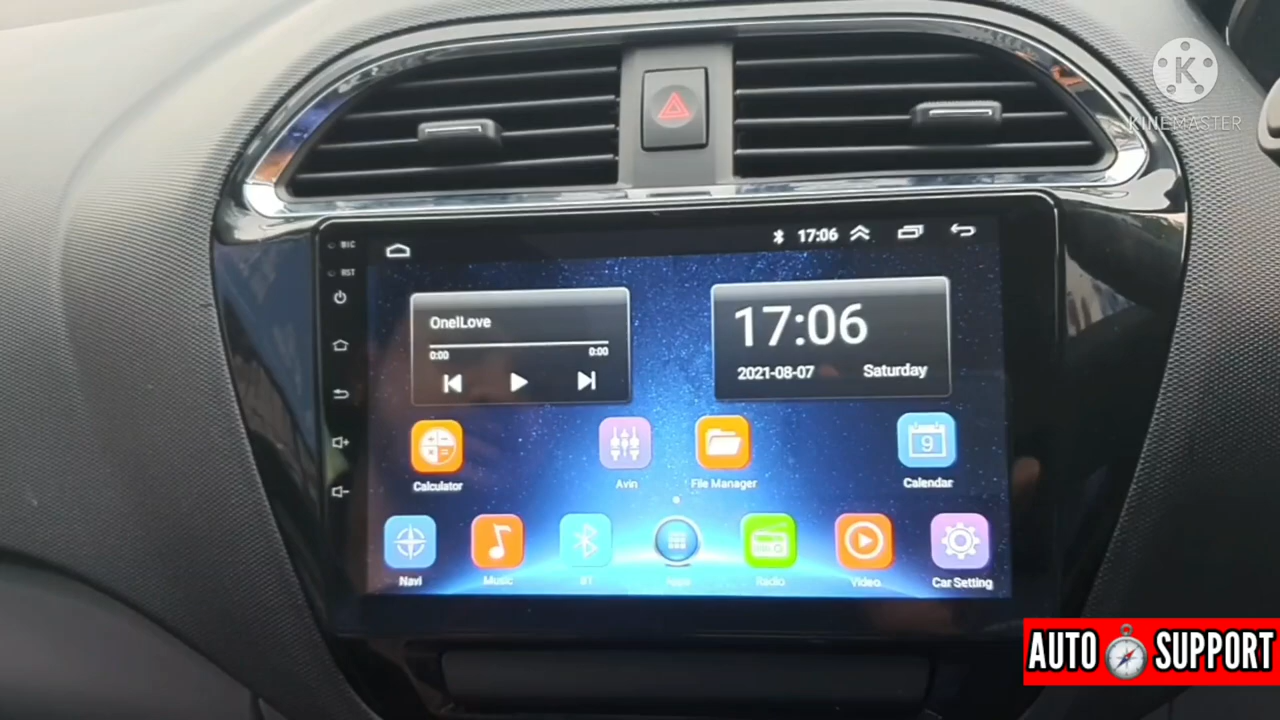 K
KINEMASTER
MIC
17:06
RST
OnelLove
0:00
0:00
17:06
2021-08-07
Saturday
Calculator
Avin
File Manager
9
Calendar
Navi
Music
BT
Apps
Radio
Video
Car Setting
AUTO SUPPORT